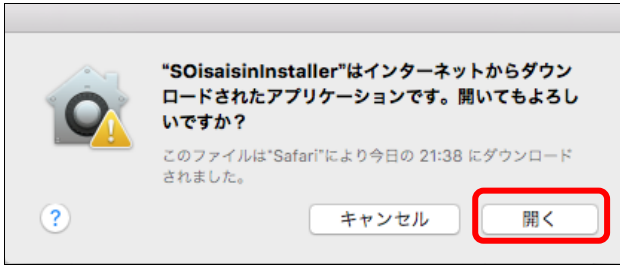 “SOisaisinInstaller”はインターネットからダウン
ロードされたアプリケーションです。開いてもよろし
いですか？
このファイルは“Safari”により今日の 21:38 にダウンロード
されました。
?
キャンセル
開く